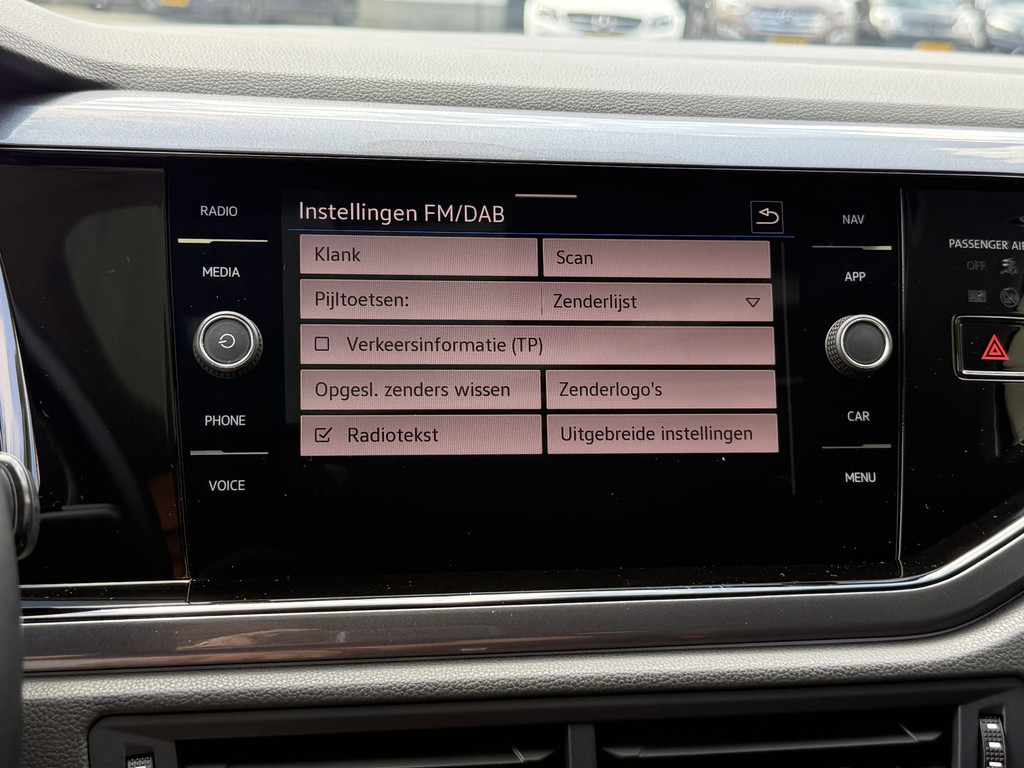 RADIO
MEDIA
PHONE
VOICE
Instellingen FM/DAB
Klank
Scan
Pijltoetsen:
Zenderlijst
Verkeersinformatie (TP)
Opgesl. zenders wissen
Zenderlogo's
Radiotekst
Uitgebreide instellingen
NAV
APP
CAR
MENU
PASSENGER AI
OFF